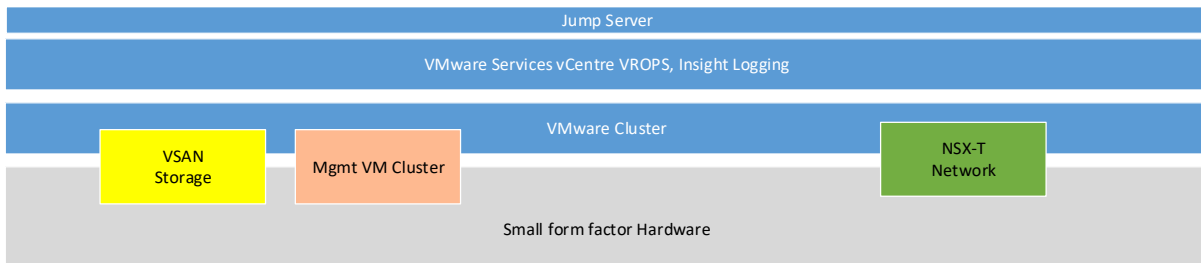 Jump Server
VMware Services vCentre VROPS, Insight Logging
VMware Cluster
VSAN
Storage
Mgmt VM Cluster
NSX-T
Network
Small form factor Hardware